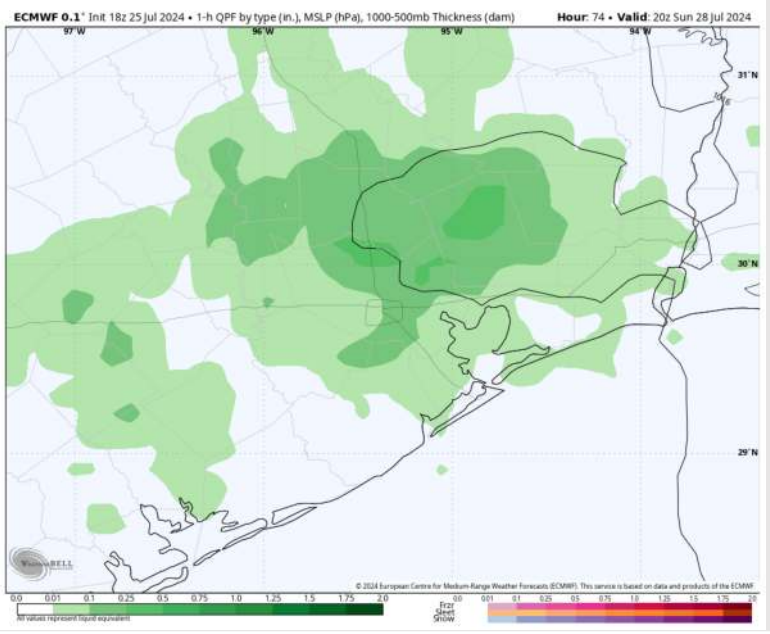 ECMWF 0.1° Init 18z 25 Jul 2024 • 1-h QPF by type (in.), MSLP (hPa), 1000-500mb Thickness (dam)
Hour: 74 • Valid: 20z Sun 28 Jul 2024
97°W 96°W 95°W 94°W
31°N
1016
30°N
29°N
WeatherBELL
© 2024 European Centre for Medium-Range Weather Forecasts (ECMWF). This service is based on data and products of the ECMWF
0.0 0.01 0.1 0.25 0.5 1.0 1.25 1.5 1.75 2.0
0.0 0.01 0.1 0.25 0.5 0.75 1.0 1.25 1.5 1.75 2.0
Frzr
Sleet
Snow
All values represent liquid equivalent